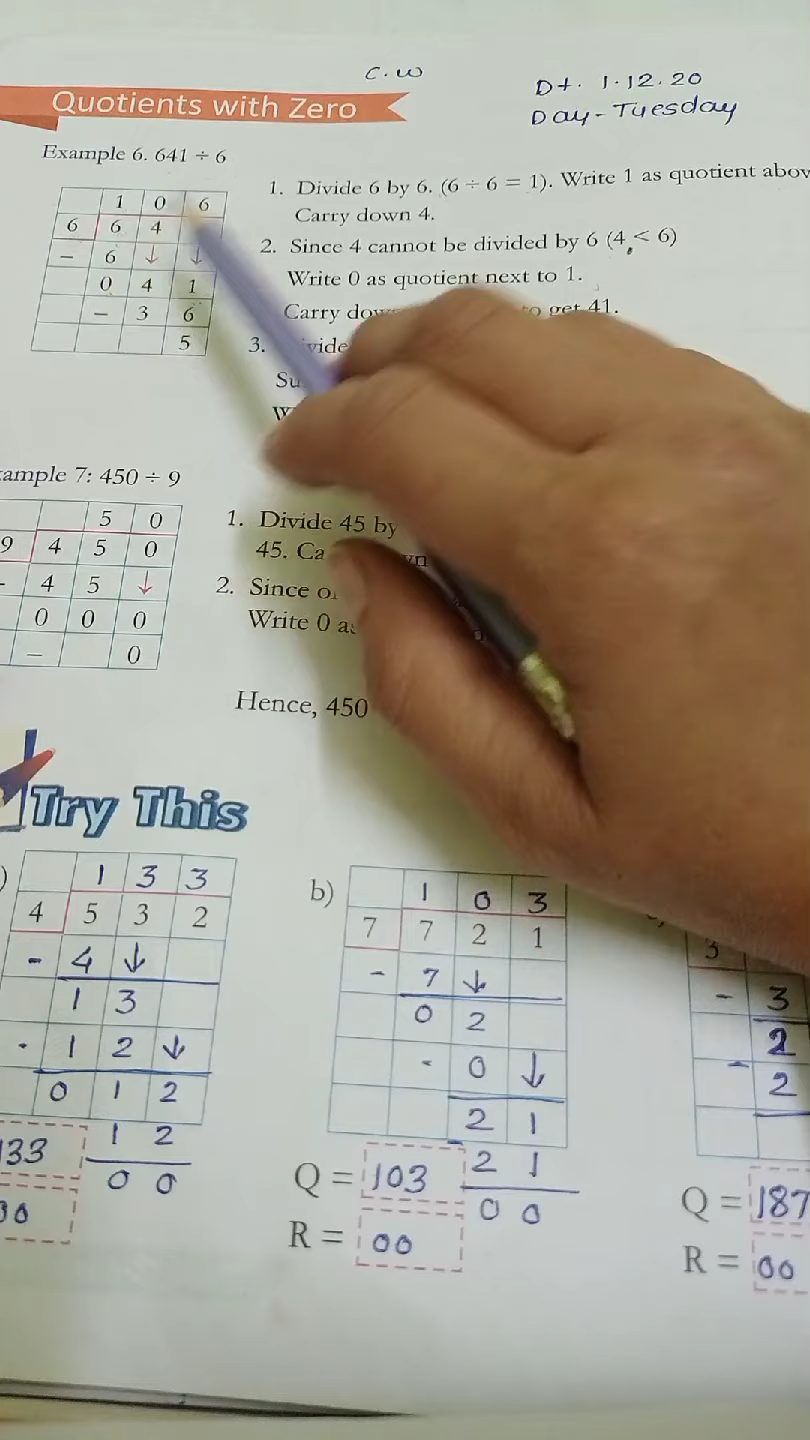 C.W
Dt. 1.12.20
Day-Tuesday
Quotients with Zero
Example 6. 641 ÷ 6
1 0 6
6 6 4
- 6 ↓ ↓
0 4 1
- 3 6
5
1. Divide 6 by 6. (6 ÷ 6 = 1). Write 1 as quotient
Carry down 4.
2. Since 4 cannot be divided by 6 (4 < 6)
Write 0 as quotient next to 1.
Carry to get 41.
3.
7: 450 ÷ 9
5 0
9 4 5 0
- 4 5 ↓
0 0 0
- 0
1. Divide 45 by
45.
2. Since
Write 0
Hence, 450
Try This
1 3 3
4 5 3 2
- 4 ↓
1 3
- 1 2 ↓
0 1 2
1 2
0 0
133
00
b)
1 0 3
7 7 2 1
- 7 ↓
0 2
- 0 ↓
2 1
- 2 1
0 0
Q = 103
R = 00
3
- 3
2
- 2
Q = 187
R = 00